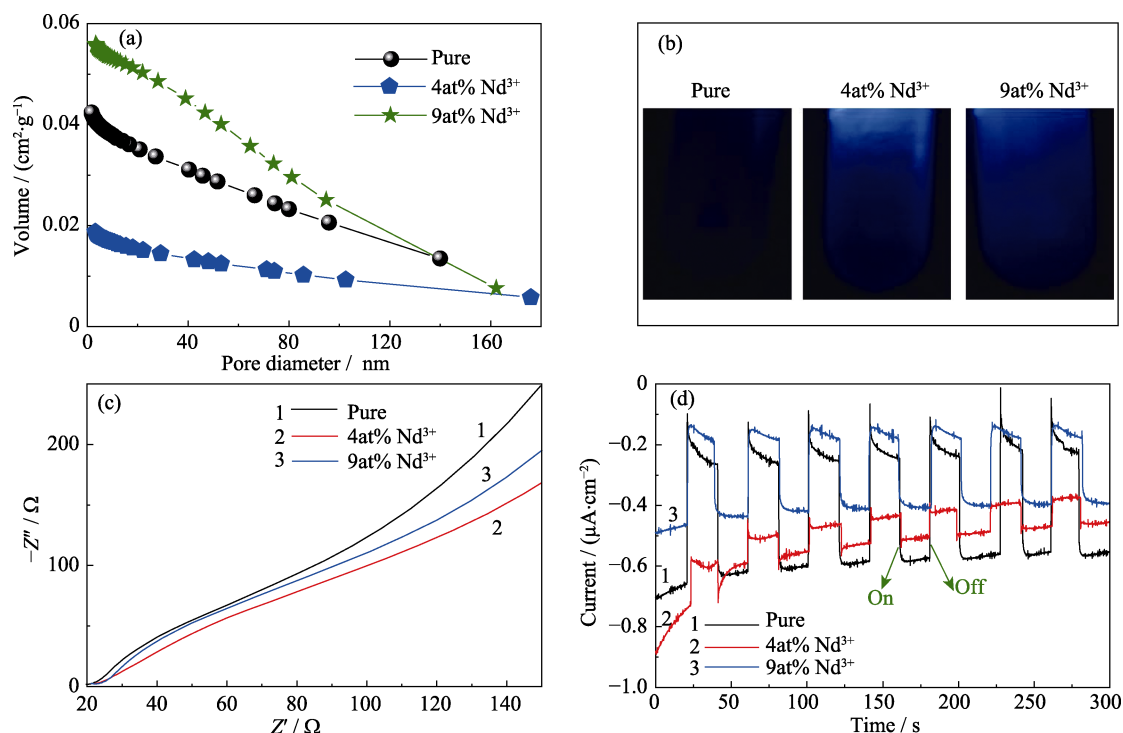 (a)
Pure
4at% Nd³⁺
9at% Nd³⁺
Volume / (cm²·g⁻¹)
0.06
0.04
0.02
0
0 40 80 120 160
Pore diameter / nm
(b)
Pure 4at% Nd³⁺ 9at% Nd³⁺
(c)
1 Pure
2 4at% Nd³⁺
3 9at% Nd³⁺
1
3
2
−Z″ / Ω
200
100
0
20 40 60 80 100 120 140
Z′ / Ω
(d)
Current / (μA·cm⁻²)
0
−0.2
−0.4
−0.6
−0.8
−1.0
3
1
2
On Off
1 Pure
2 4at% Nd³⁺
3 9at% Nd³⁺
0 50 100 150 200 250 300
Time / s